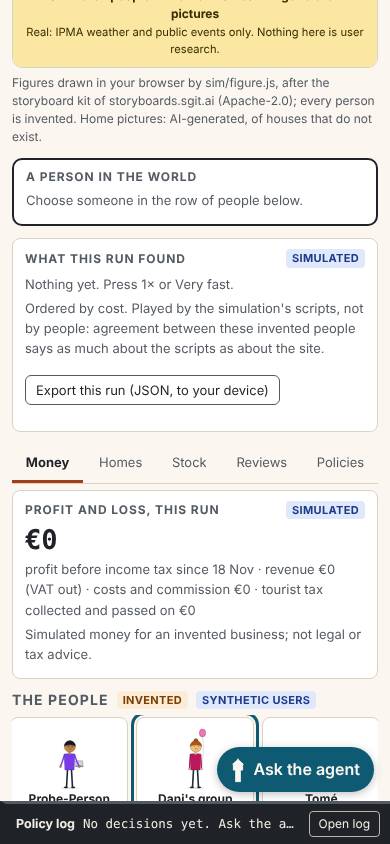 pictures
Real: IPMA weather and public events only. Nothing here is user
research.
Figures drawn in your browser by sim/figure.js, after the
storyboard kit of storyboards.sgit.ai (Apache-2.0); every person
is invented. Home pictures: AI-generated, of houses that do not
exist.
A PERSON IN THE WORLD
Choose someone in the row of people below.
WHAT THIS RUN FOUND SIMULATED
Nothing yet. Press 1× or Very fast.
Ordered by cost. Played by the simulation's scripts, not
by people: agreement between these invented people
says as much about the scripts as about the site.
Export this run (JSON, to your device)
Money Homes Stock Reviews Policies
PROFIT AND LOSS, THIS RUN SIMULATED
€0
profit before income tax since 18 Nov · revenue €0
(VAT out) · costs and commission €0 · tourist tax
collected and passed on €0
Simulated money for an invented business; not legal or
tax advice.
THE PEOPLE INVENTED SYNTHETIC USERS
Ask the agent
Probe-Person Dani's group Tomé
Policy log No decisions yet. Ask the a… Open log